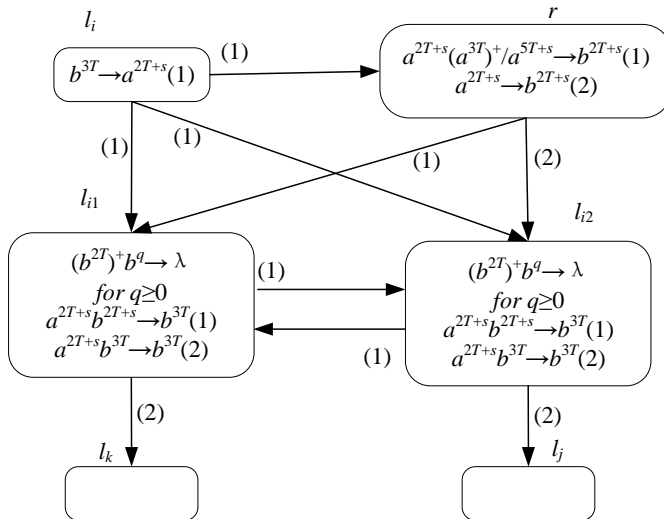 l_i
r
b^{3T}→a^{2T+s}(1)
(1)
a^{2T+s}(a^{3T})^+/a^{5T+s}→b^{2T+s}(1)
a^{2T+s}→b^{2T+s}(2)
(1)
(1)
(1)
(2)
l_{i1}
l_{i2}
(b^{2T})^+b^q→ λ
for q≥0
a^{2T+s}b^{2T+s}→b^{3T}(1)
a^{2T+s}b^{3T}→b^{3T}(2)
(1)
(1)
(b^{2T})^+b^q→ λ
for q≥0
a^{2T+s}b^{2T+s}→b^{3T}(1)
a^{2T+s}b^{3T}→b^{3T}(2)
(2)
(2)
l_k
l_j